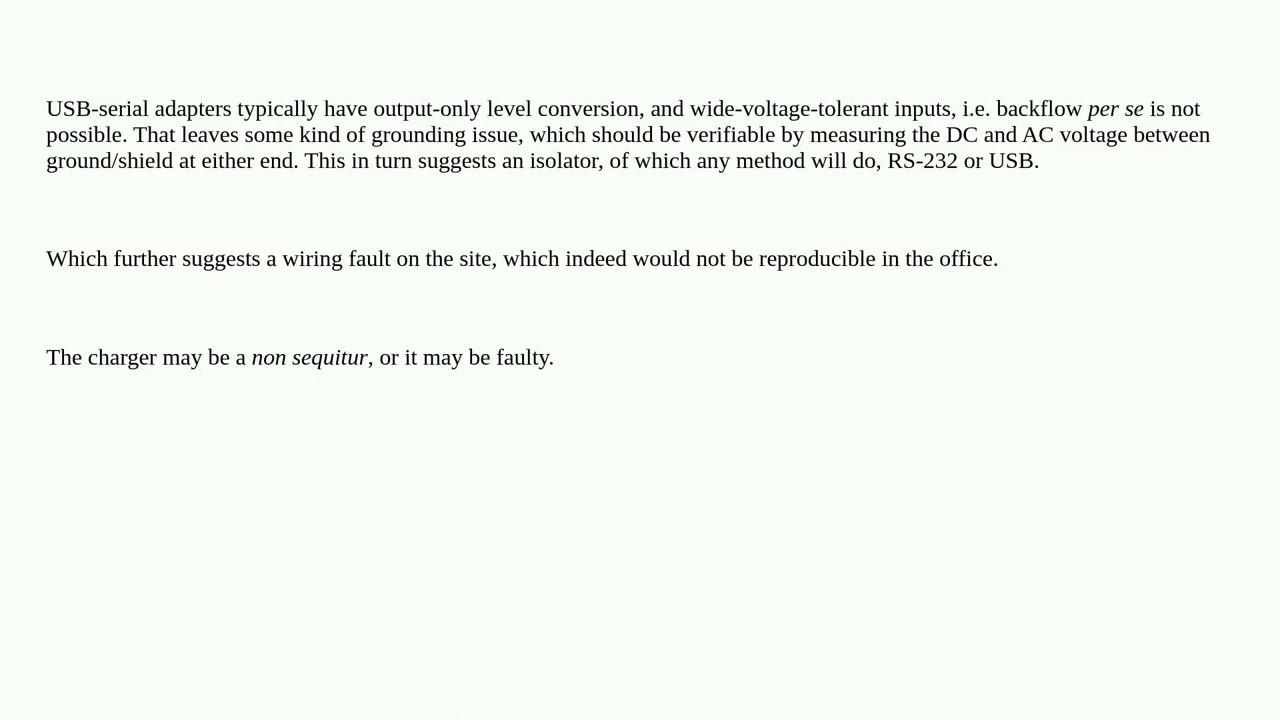 USB-serial adapters typically have output-only level conversion, and wide-voltage-tolerant inputs, i.e. backflow per se is not
possible. That leaves some kind of grounding issue, which should be verifiable by measuring the DC and AC voltage between
ground/shield at either end. This in turn suggests an isolator, of which any method will do, RS-232 or USB.
Which further suggests a wiring fault on the site, which indeed would not be reproducible in the office.
The charger may be a non sequitur, or it may be faulty.